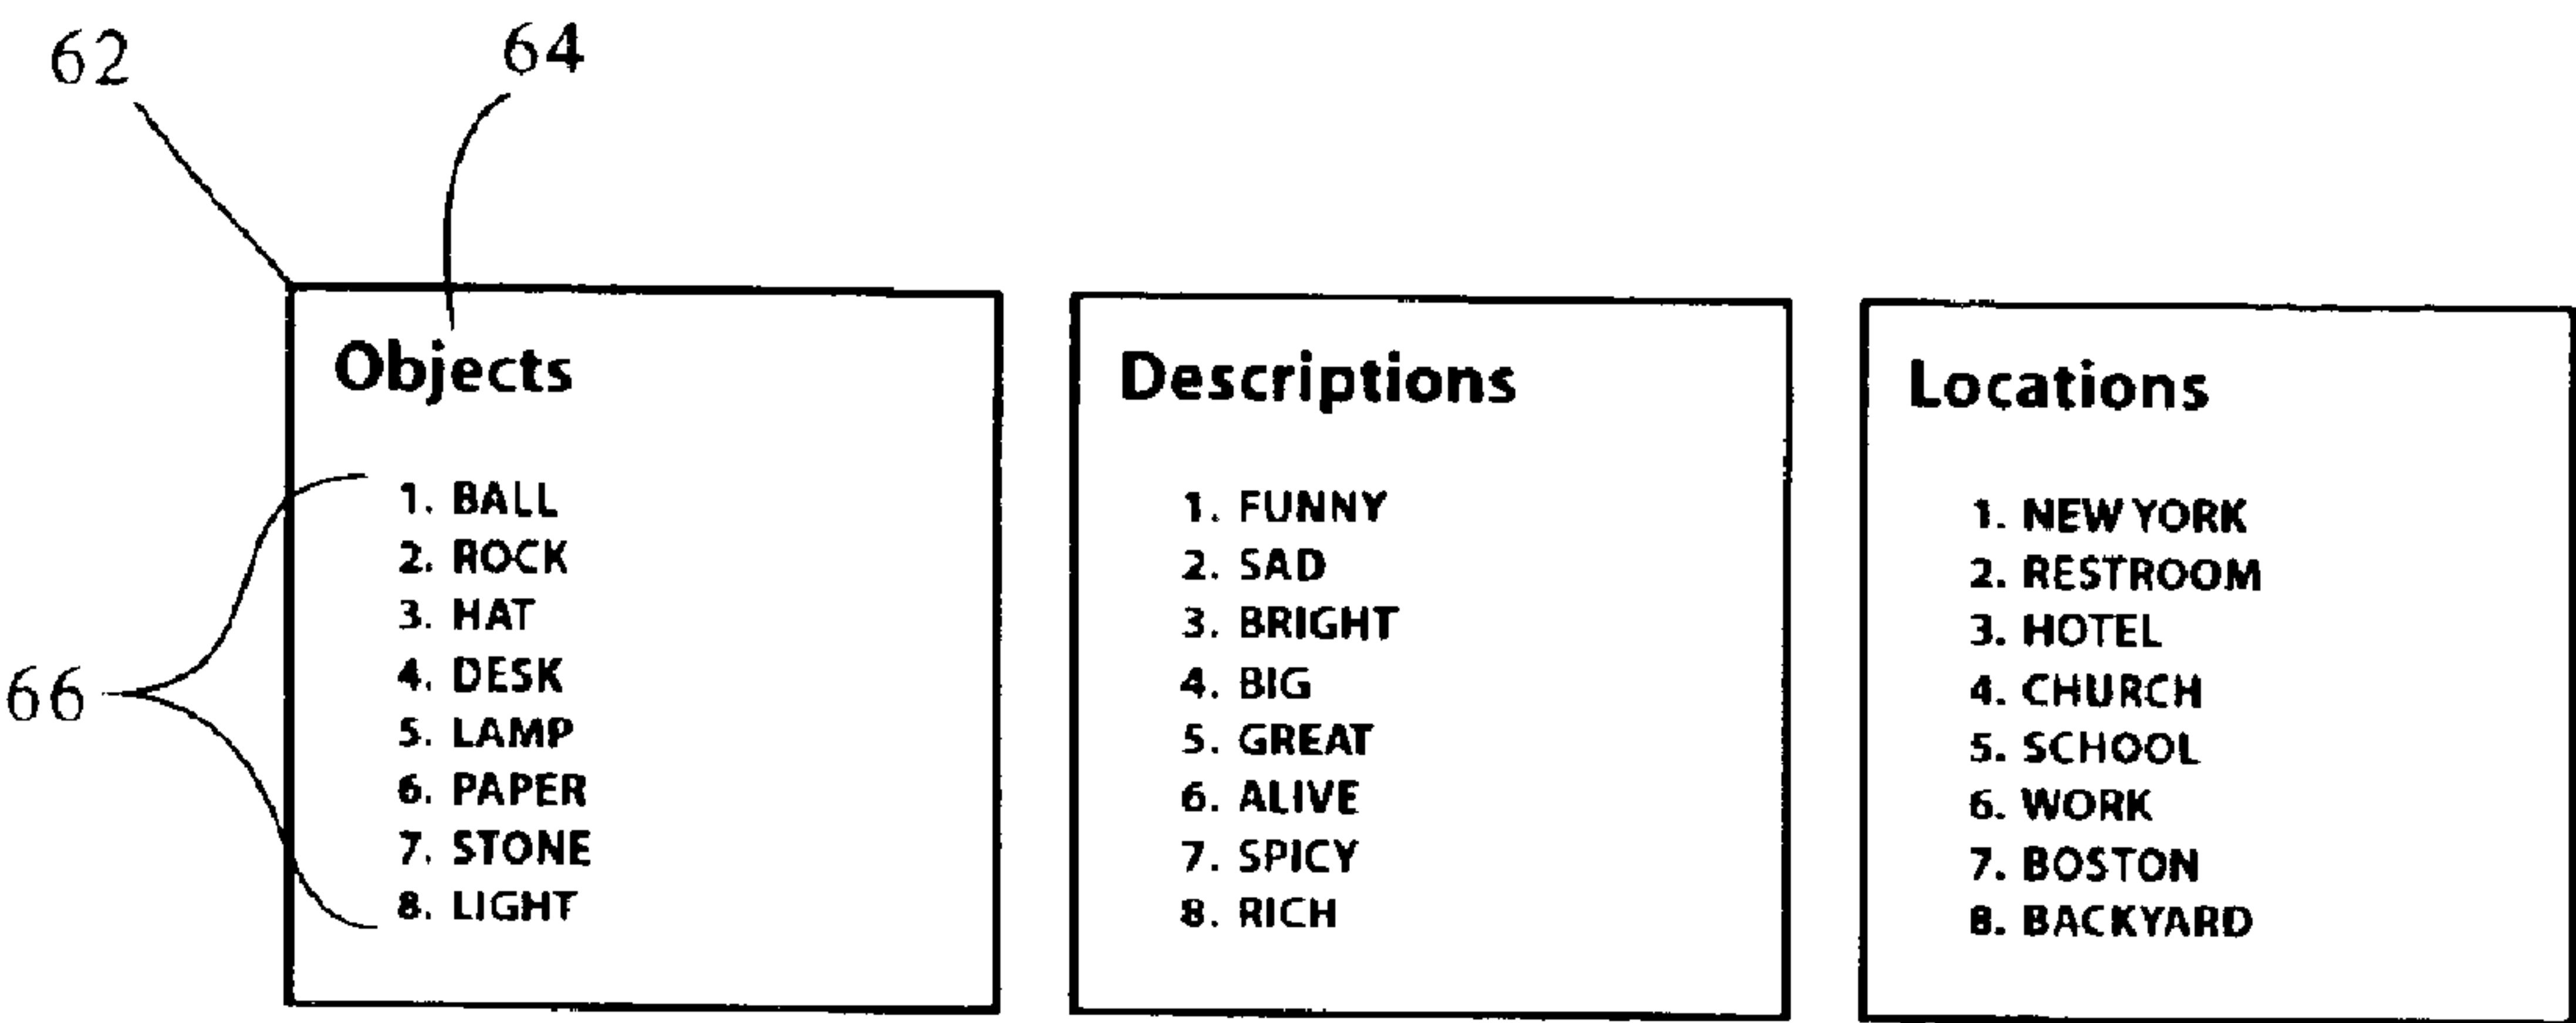 62
64
Objects
1. BALL
2. ROCK
3. HAT
4. DESK
5. LAMP
6. PAPER
7. STONE
8. LIGHT
66
Descriptions
1. FUNNY
2. SAD
3. BRIGHT
4. BIG
5. GREAT
6. ALIVE
7. SPICY
8. RICH
Locations
1. NEW YORK
2. RESTROOM
3. HOTEL
4. CHURCH
5. SCHOOL
6. WORK
7. BOSTON
8. BACKYARD